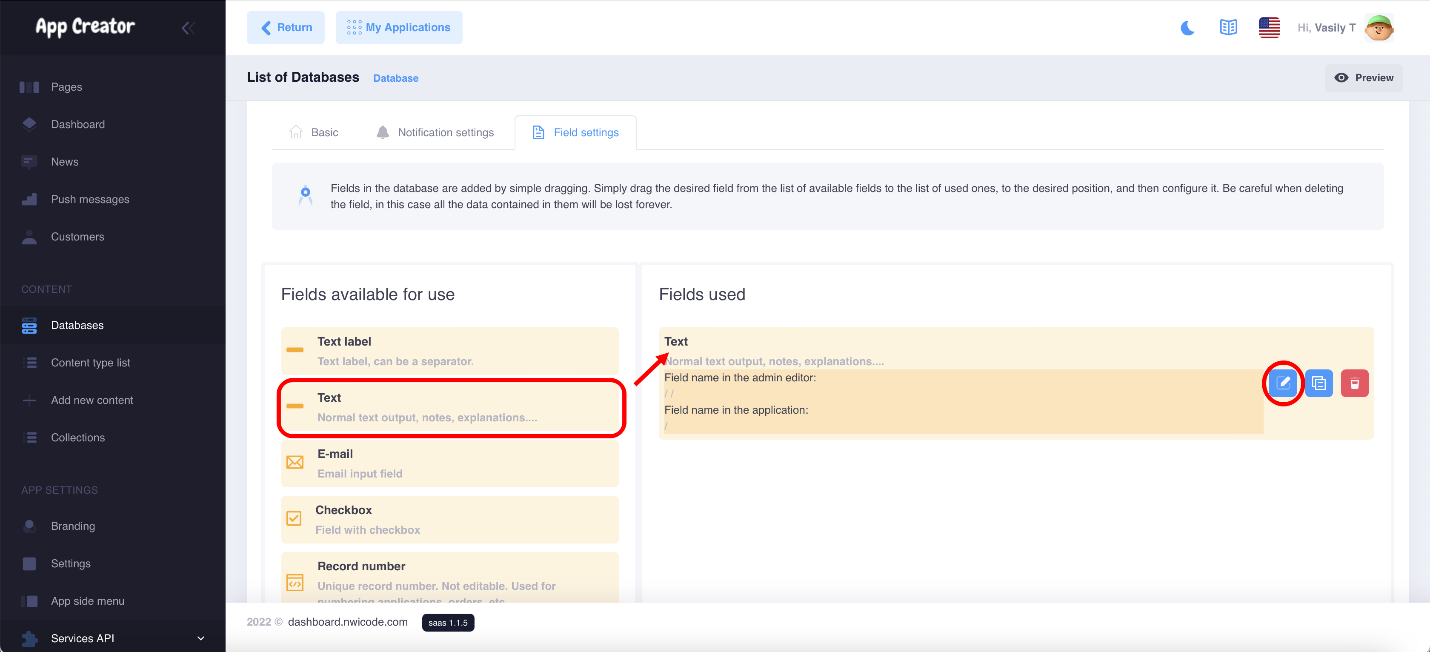 App Creator
Return
My Applications
Hi, Vasily T
List of Databases
Database
Preview
Pages
Dashboard
News
Push messages
Customers
CONTENT
Databases
Content type list
Add new content
Collections
APP SETTINGS
Branding
Settings
App side menu
Services API
Basic
Notification settings
Field settings
Fields in the database are added by simple dragging. Simply drag the desired field from the list of available fields to the list of used ones, to the desired position, and then configure it. Be careful when deleting
the field, in this case all the data contained in them will be lost forever.
Fields available for use
Text label
Text label, can be a separator.
Text
Normal text output, notes, explanations....
E-mail
Email input field
Checkbox
Field with checkbox
Record number
Unique record number. Not editable. Used for
numbering applications, orders, etc.
Fields used
Text
Normal text output, notes, explanations....
Field name in the admin editor:
/ /
Field name in the application:
/
2022 © dashboard.nwicode.com
saas 1.1.5